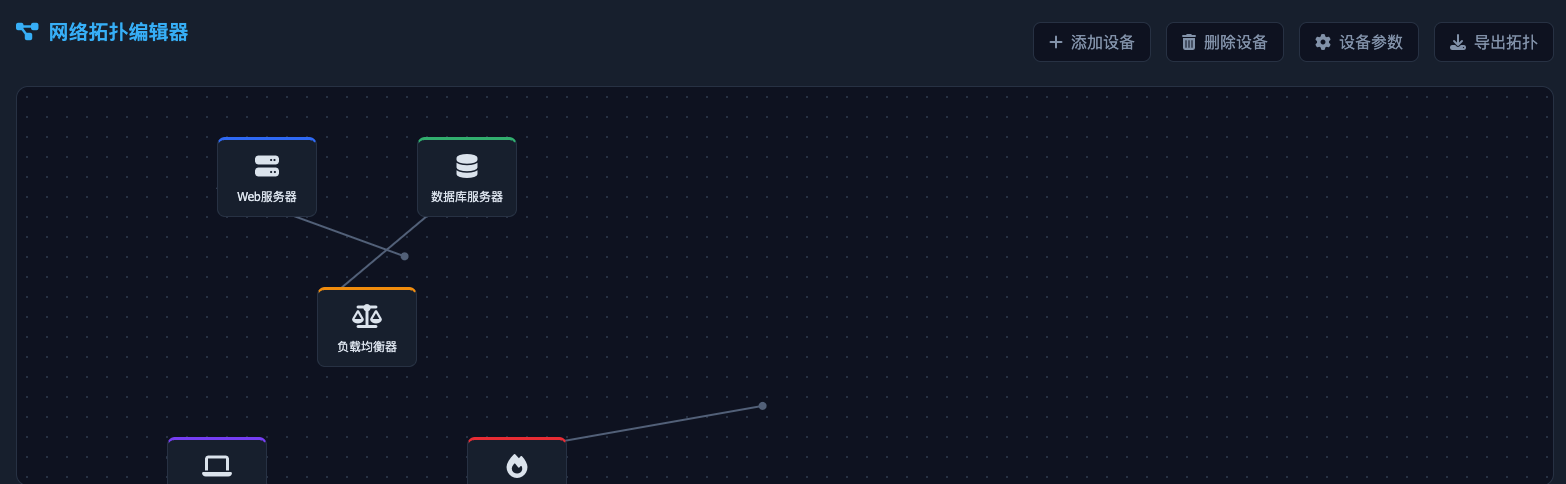 网络拓扑编辑器
添加设备
删除设备
设备参数
导出拓扑
Web服务器
数据库服务器
负载均衡器